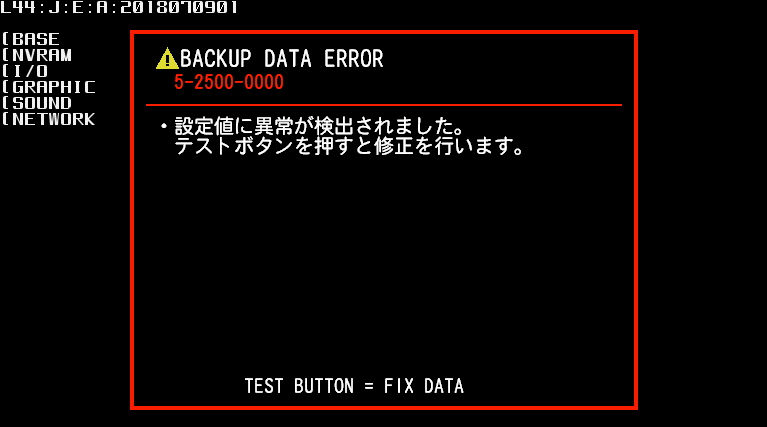 L44:J:E:A:2018070901
(BASE
(NVRAM
(I/O
(GRAPHIC
(SOUND
(NETWORK
BACKUP DATA ERROR
5-2500-0000
・設定値に異常が検出されました。
テストボタンを押すと修正を行います。
TEST BUTTON = FIX DATA